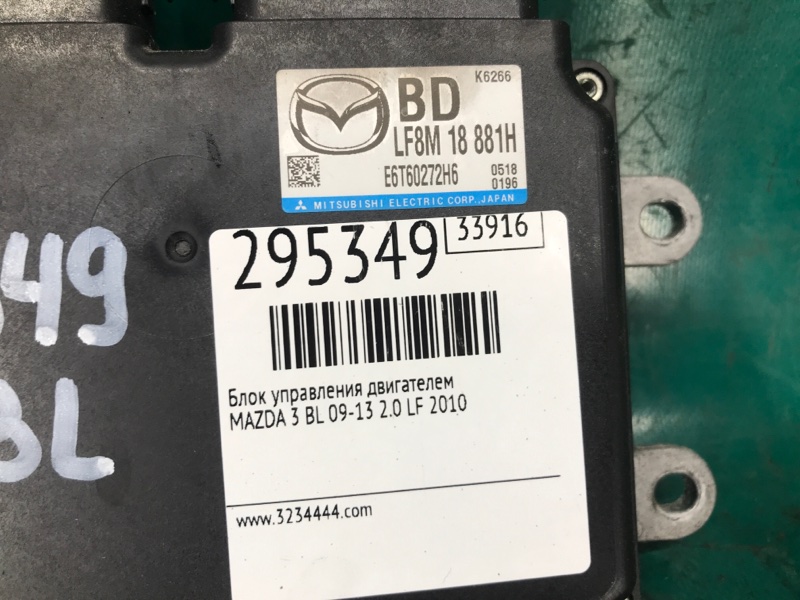 K6266
BD
LF8M 18 881H
E6T60272H6
0518
0196
MITSUBISHI ELECTRIC CORP., JAPAN
295349
33916
Блок управления двигателем
MAZDA 3 BL 09-13 2.0 LF 2010
www.3234444.com
49
BL